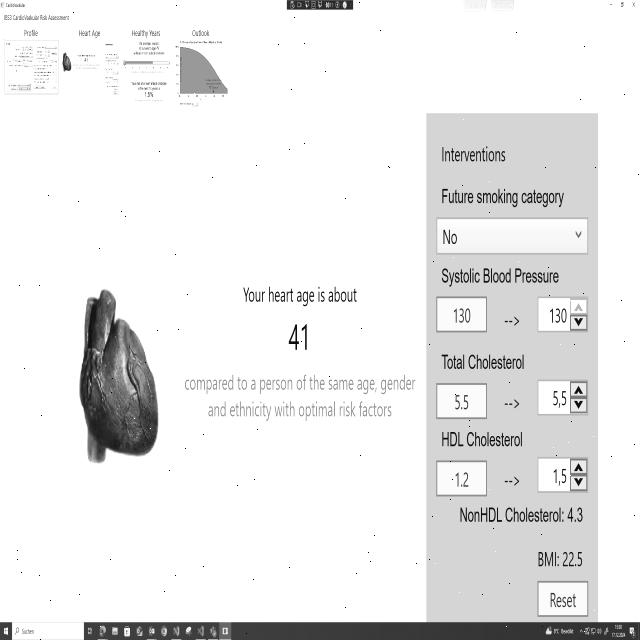 CardioVascular
JBS3 CardioVascular Risk Assessment
Profile
Heart Age
Healthy Years
Outlook
Interventions
Future smoking category
No
Systolic Blood Pressure
130 --> 130
Your heart age is about
41
compared to a person of the same age, gender
and ethnicity with optimal risk factors
Total Cholesterol
5.5 --> 5,5
HDL Cholesterol
1.2 --> 1,5
NonHDL Cholesterol: 4.3
BMI: 22.5
Reset
Suchen